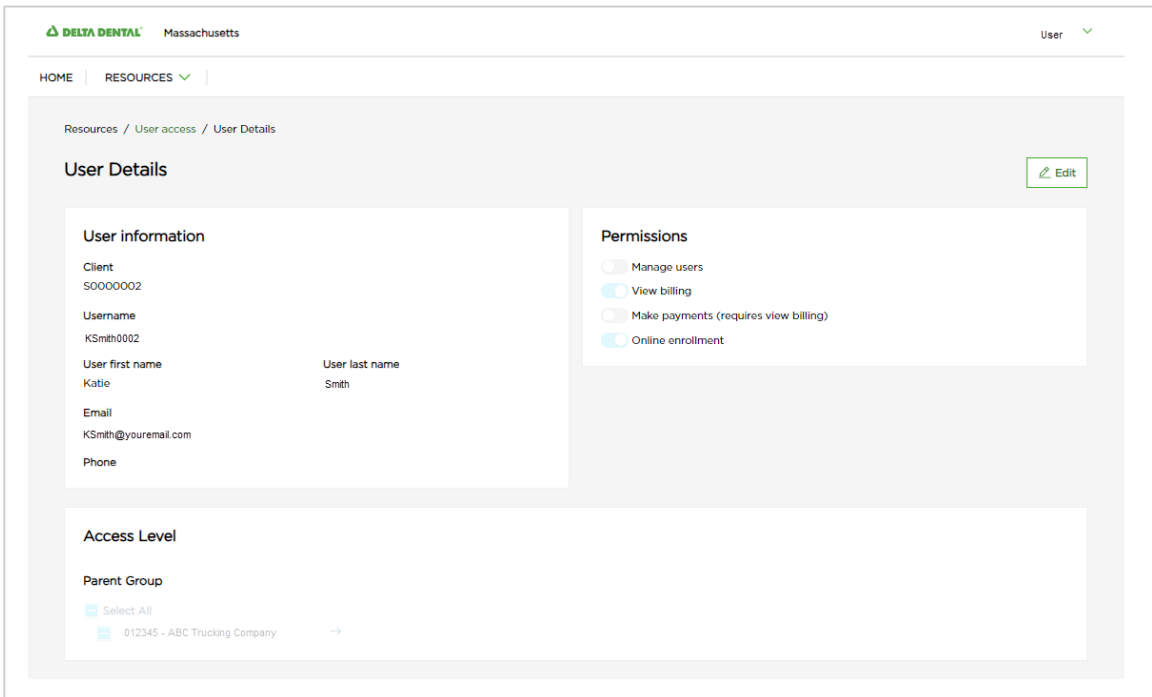 DELTA DENTAL® Massachusetts
User
HOME RESOURCES
Resources / User access / User Details
User Details
Edit
User information
Client
S0000002
Username
KSmith0002
User first name User last name
Katie Smith
Email
KSmith@youremail.com
Phone
Permissions
Manage users
View billing
Make payments (requires view billing)
Online enrollment
Access Level
Parent Group
Select All
012345 - ABC Trucking Company